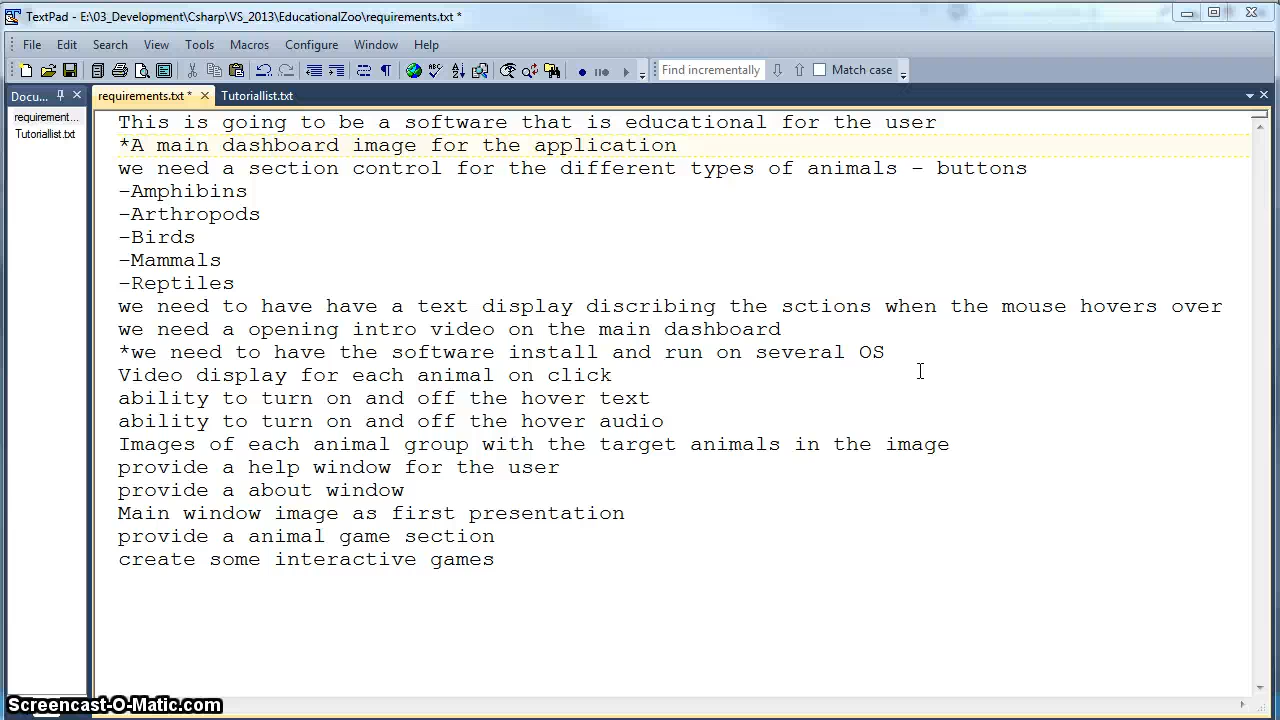 TextPad - E:\03_Development\Csharp\VS_2013\EducationalZoo\requirements.txt *
File Edit Search View Tools Macros Configure Window Help
Find incrementally Match case
Docu... requirements.txt * Tutoriallist.txt
requirement...
Tutoriallist.txt
This is going to be a software that is educational for the user
*A main dashboard image for the application
we need a section control for the different types of animals - buttons
-Amphibins
-Arthropods
-Birds
-Mammals
-Reptiles
we need to have have a text display discribing the sctions when the mouse hovers over
we need a opening intro video on the main dashboard
*we need to have the software install and run on several OS
Video display for each animal on click
ability to turn on and off the hover text
ability to turn on and off the hover audio
Images of each animal group with the target animals in the image
provide a help window for the user
provide a about window
Main window image as first presentation
provide a animal game section
create some interactive games
Screencast-O-Matic.com